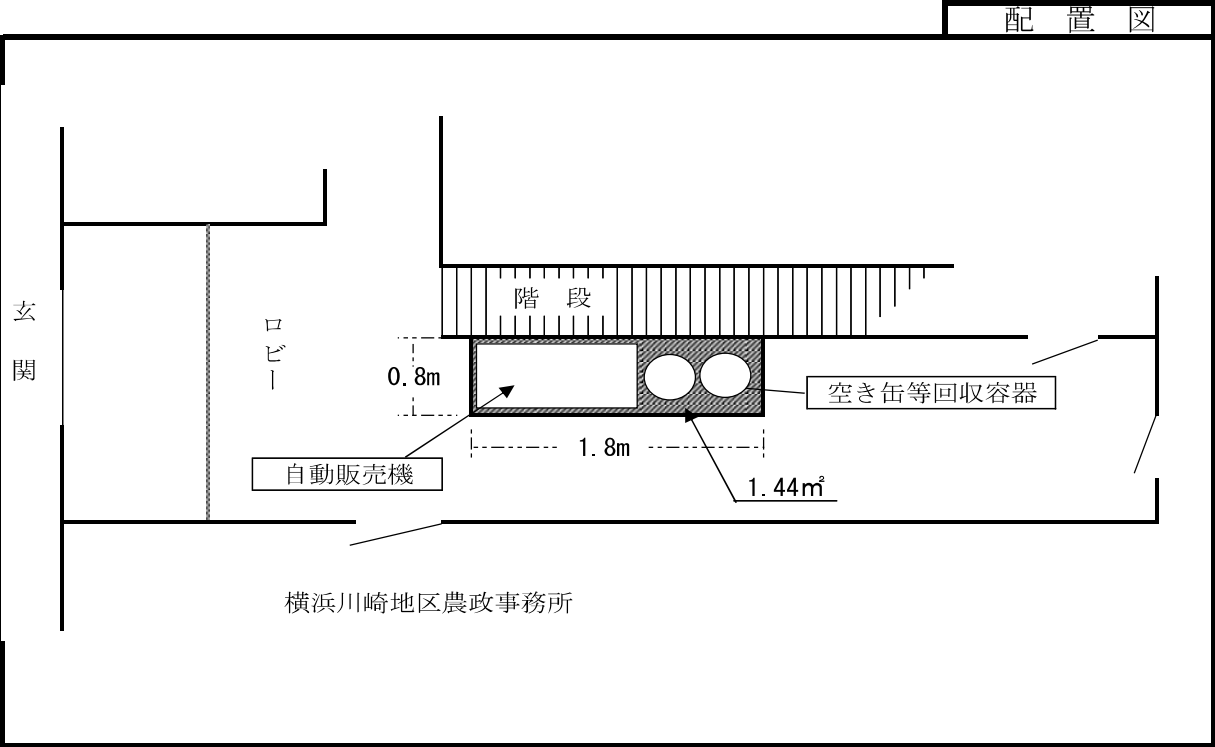 配置図
階段
玄関
ロビー
0.8m
空き缶等回収容器
1.8m
自動販売機
1.44㎡
横浜川崎地区農政事務所